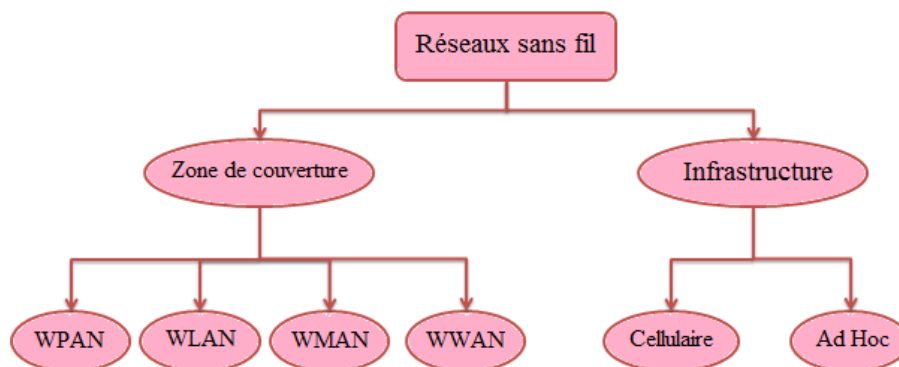 Réseaux sans fil
Zone de couverture
Infrastructure
WPAN
WLAN
WMAN
WWAN
Cellulaire
Ad Hoc